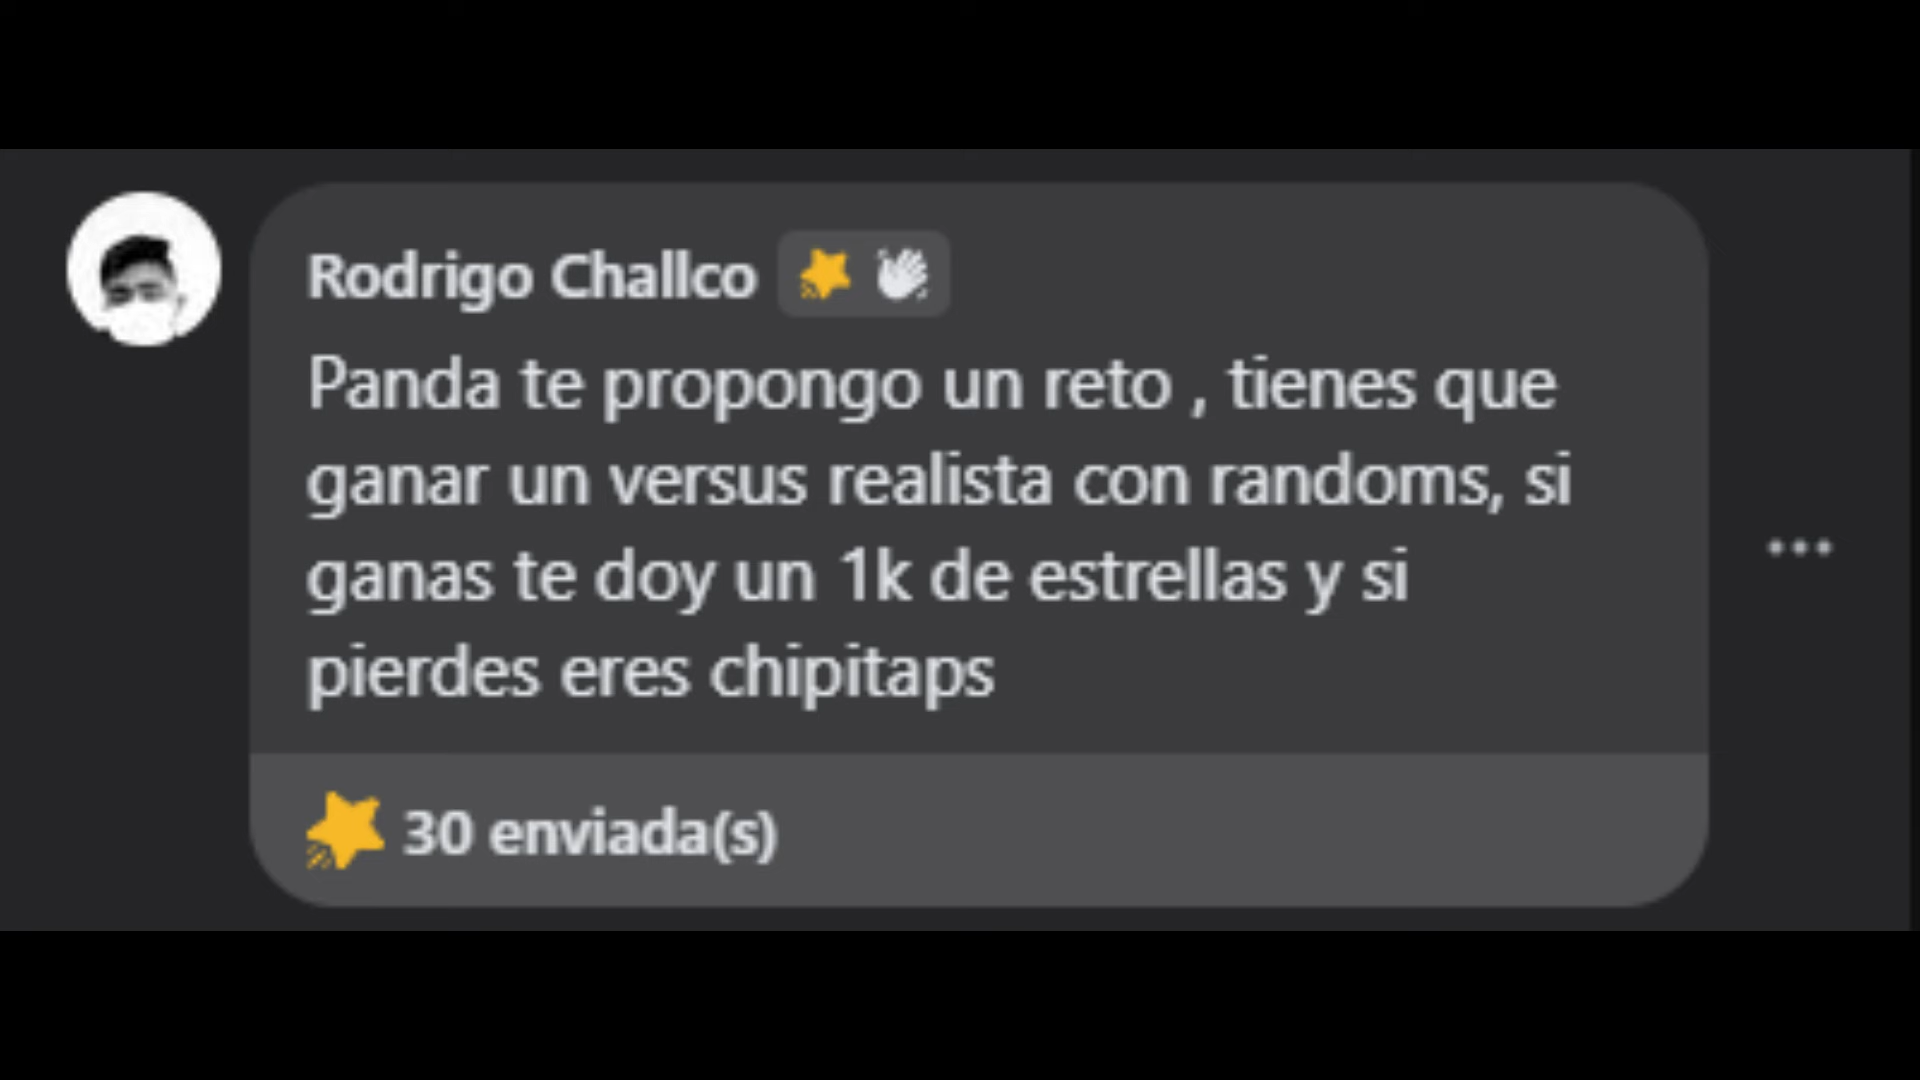 Rodrigo Challco
Panda te propongo un reto , tienes que
ganar un versus realista con randoms, si
ganas te doy un 1k de estrellas y si
pierdes eres chipitaps
30 enviada(s)